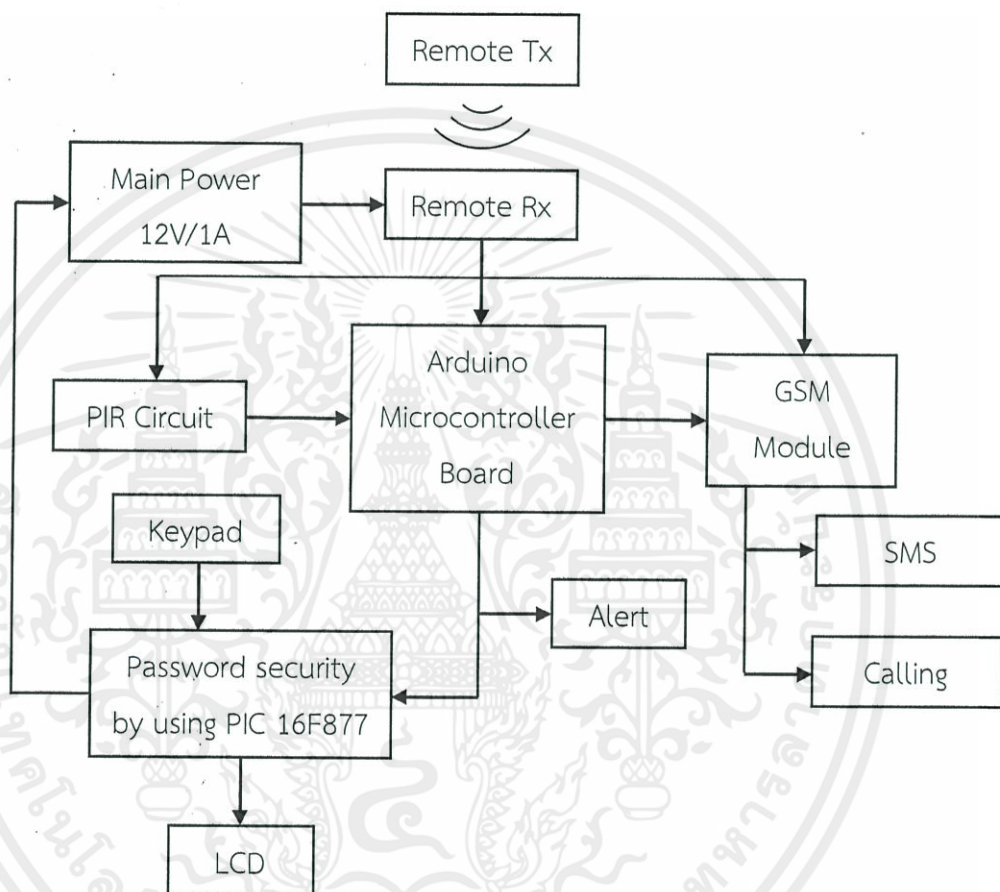 Remote Tx
Main Power
12V/1A
Remote Rx
Arduino
Microcontroller
Board
GSM
Module
PIR Circuit
Keypad
SMS
Alert
Password security
by using PIC 16F877
Calling
LCD